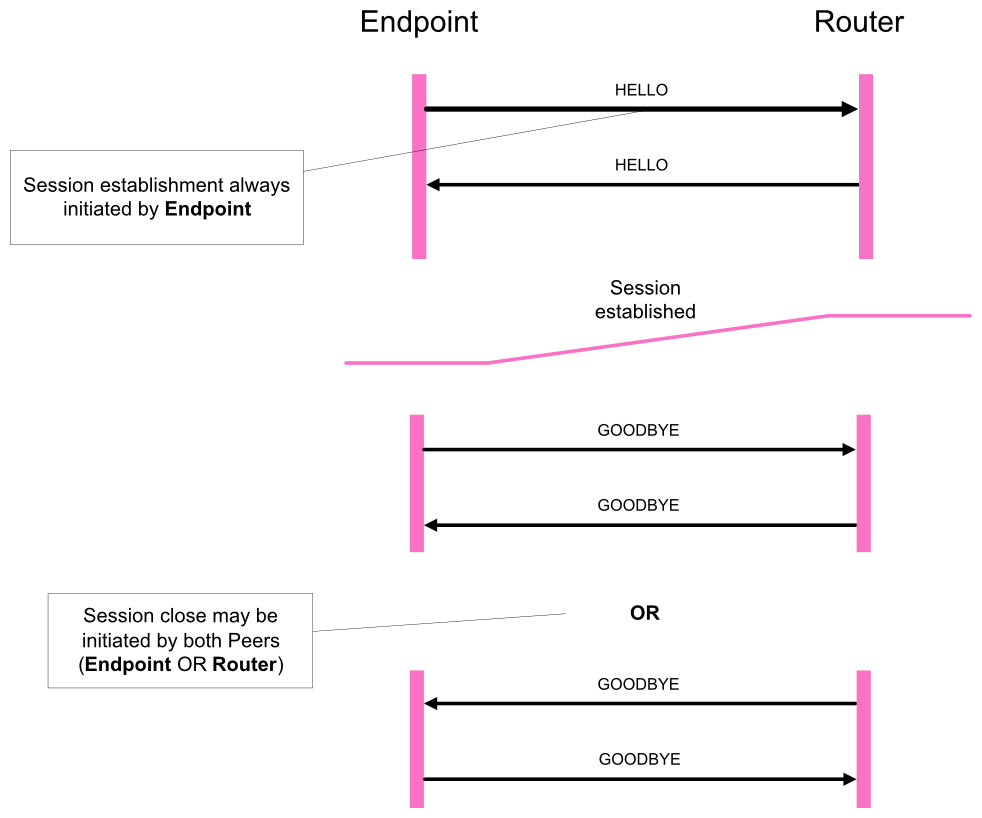 Endpoint
Router
HELLO
HELLO
Session establishment always
initiated by Endpoint
Session
established
GOODBYE
GOODBYE
OR
Session close may be
initiated by both Peers
(Endpoint OR Router)
GOODBYE
GOODBYE